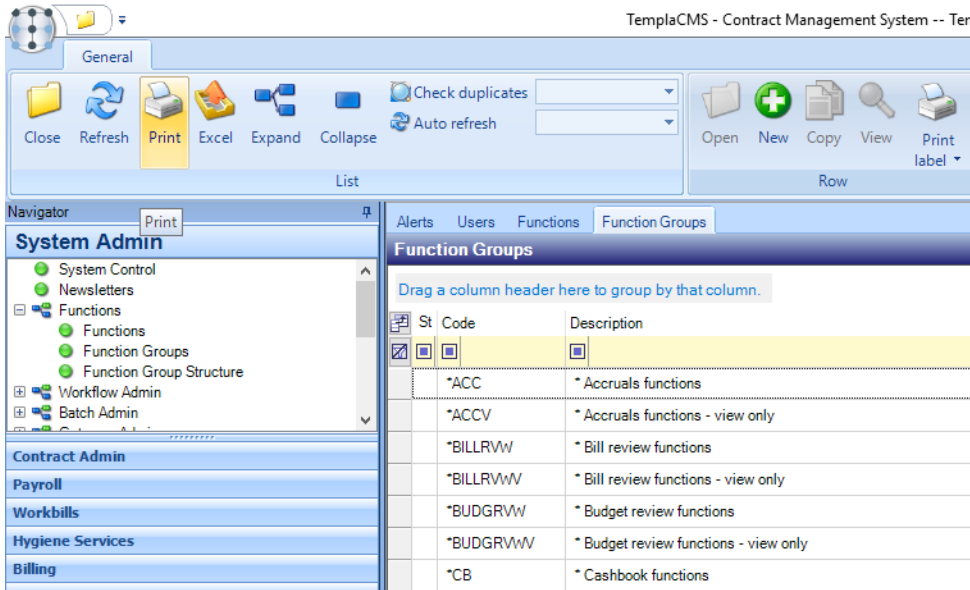 TemplaCMS - Contract Management System -- Ter
General
Close
Refresh
Print
Excel
Expand
Collapse
Check duplicates
Auto refresh
Open
New
Copy
View
Print label
List
Row
Navigator
Print
System Admin
System Control
Newsletters
Functions
Functions
Function Groups
Function Group Structure
Workflow Admin
Batch Admin
Contract Admin
Payroll
Workbills
Hygiene Services
Billing
Alerts
Users
Functions
Function Groups
Function Groups
Drag a column header here to group by that column.
St Code Description
*ACC * Accruals functions
*ACCV * Accruals functions - view only
*BILLRVW * Bill review functions
*BILLRVWV * Bill review functions - view only
*BUDGRVW * Budget review functions
*BUDGRVWV * Budget review functions - view only
*CB * Cashbook functions